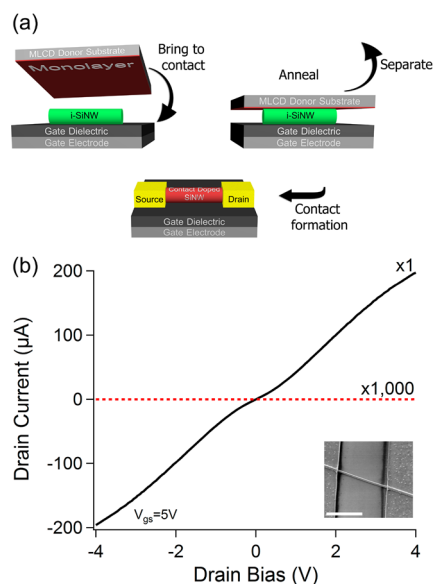 (a)
MLCD Donor Substrate
Monolayer
Bring to
contact
i-SiNW
Gate Dielectric
Gate Electrode
Anneal
Separate
MLCD Donor Substrate
i-SiNW
Gate Dielectric
Gate Electrode
Contact Doped
SiNW
Source
Drain
Gate Dielectric
Gate Electrode
Contact
formation
(b)
200
100
0
-100
-200
Drain Current (µA)
x1
x1,000
Vgs=5V
-4
-2
0
2
4
Drain Bias (V)